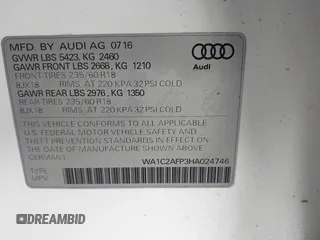 MFD. BY AUDI AG 07/16
GVWR LBS 5423, KG 2460
GAWR FRONT LBS 2668, KG 1210
FRONT-TIRES 235/60 R18
8JX18 RIMS, AT 220 KPA 32 PSI COLD
GAWR REAR LBS 2976, KG 1350
REAR-TIRES 235/60 R18
8JX18 RIMS, AT 220 KPA 32 PSI COLD
THIS VEHICLE CONFORMS TO ALL APPLICABLE
FEDERAL MOTOR VEHICLE SAFETY AND THEFT
PREVENTION STANDARDS IN EFFECT ON THE
DATE OF MANUFACTURE SHOWN ABOVE.
GERMANY WA1C2AFP3HA024746
TYPE:
MPV
Audi
DREAMBID
DREAMBID.COM